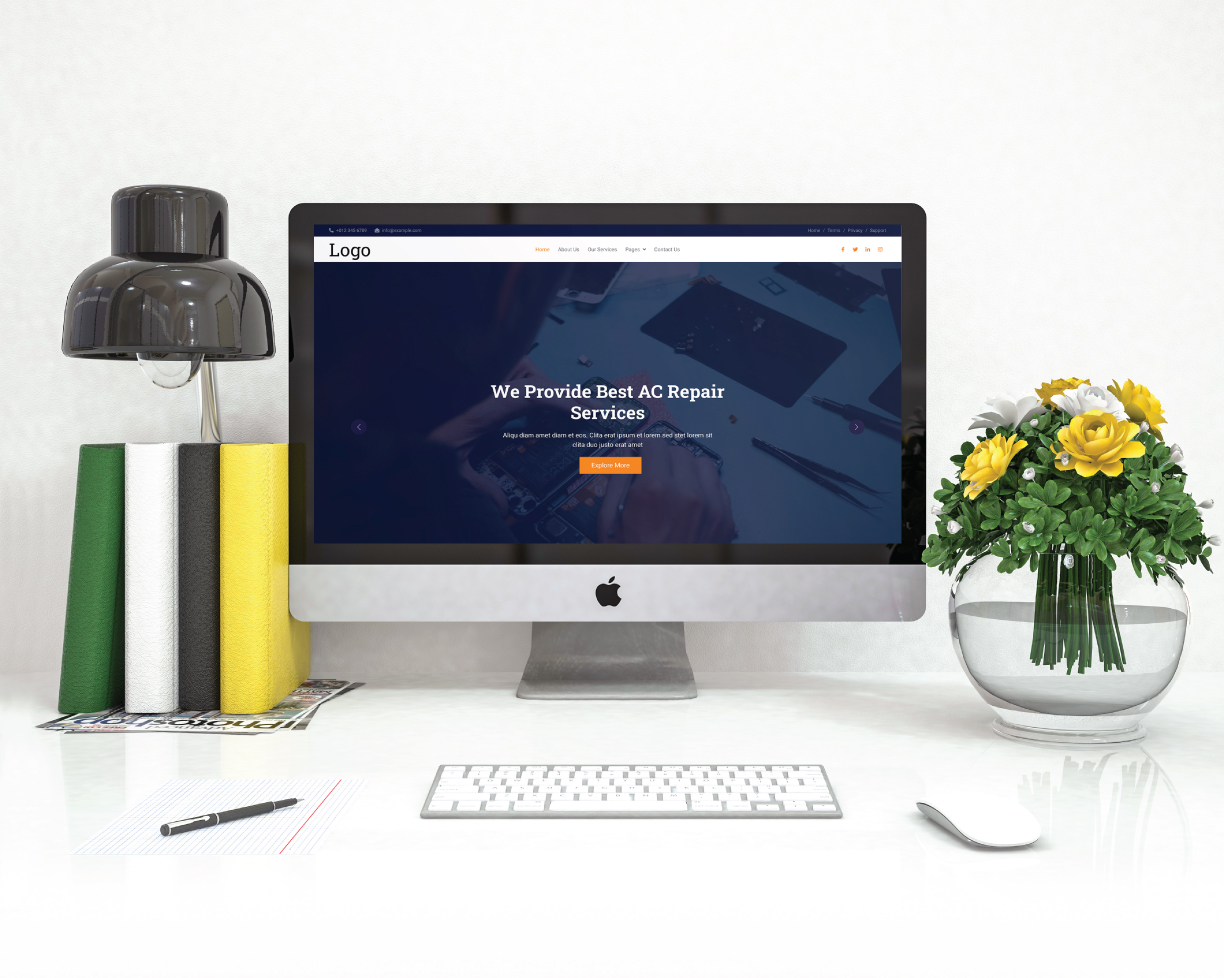 +012 345 6789 info@example.com Home / Terms / Privacy / Support
Logo Home About Us Our Services Pages Contact Us
We Provide Best AC Repair
Services
Aliqu diam amet diam et eos. Clita erat ipsum et lorem sed stet lorem sit
clita duo justo erat amet
Explore More
Photoshop